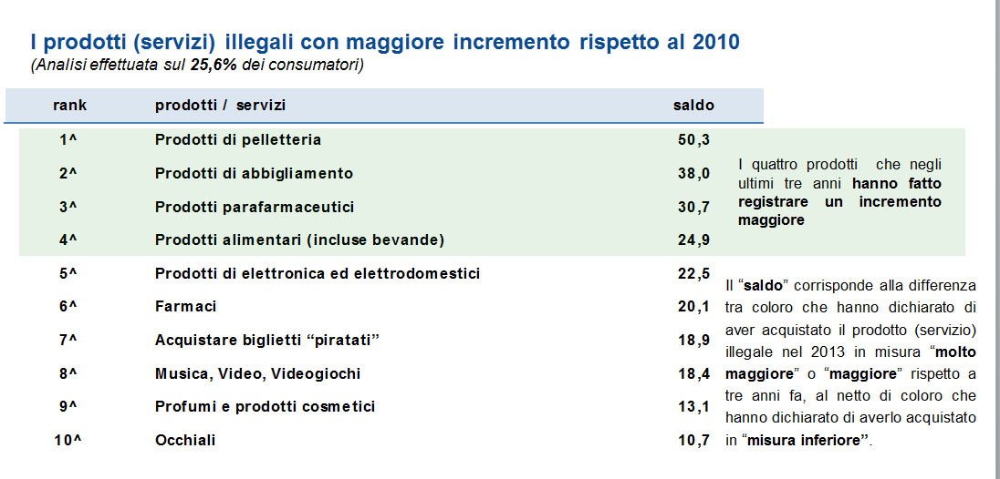 I prodotti (servizi) illegali con maggiore incremento rispetto al 2010
(Analisi effettuata sul 25,6% dei consumatori)
rank prodotti / servizi saldo
1^ Prodotti di pelletteria 50,3
2^ Prodotti di abbigliamento 38,0
3^ Prodotti parafarmaceutici 30,7
4^ Prodotti alimentari (incluse bevande) 24,9
I quattro prodotti che negli
ultimi tre anni hanno fatto
registrare un incremento
maggiore
5^ Prodotti di elettronica ed elettrodomestici 22,5
6^ Farmaci 20,1
7^ Acquistare biglietti “piratati” 18,9
8^ Musica, Video, Videogiochi 18,4
9^ Profumi e prodotti cosmetici 13,1
10^ Occhiali 10,7
Il “saldo” corrisponde alla differenza
tra coloro che hanno dichiarato di
aver acquistato il prodotto (servizio)
illegale nel 2013 in misura “molto
maggiore” o “maggiore” rispetto a
tre anni fa, al netto di coloro che
hanno dichiarato di averlo acquistato
in “misura inferiore”.